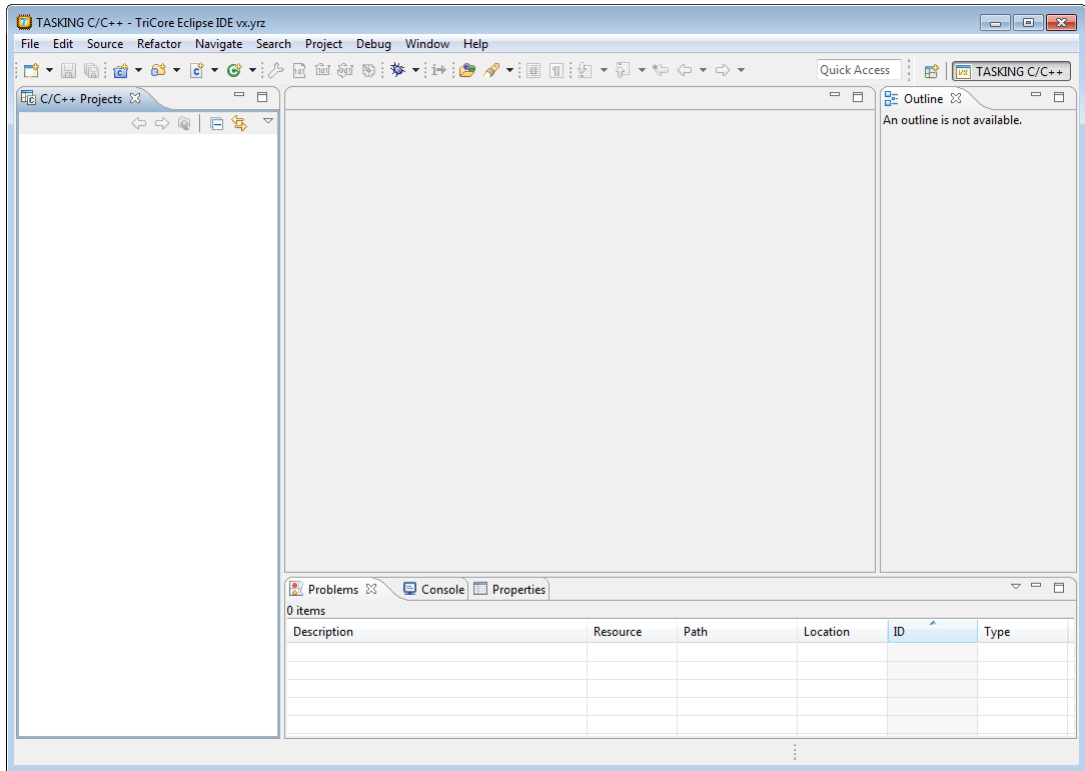 TASKING C/C++ - TriCore Eclipse IDE vx.yrz
File Edit Source Refactor Navigate Search Project Debug Window Help
Quick Access TASKING C/C++
C/C++ Projects
Outline
An outline is not available.
Problems Console Properties
0 items
Description Resource Path Location ID Type